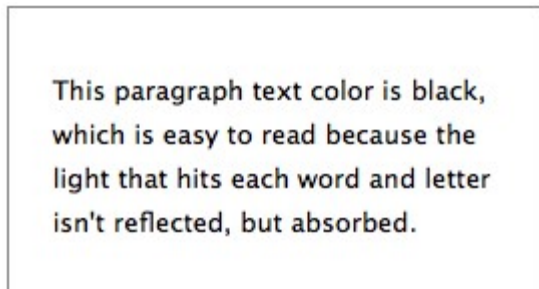 This paragraph text color is black,
which is easy to read because the
light that hits each word and letter
isn't reflected, but absorbed.